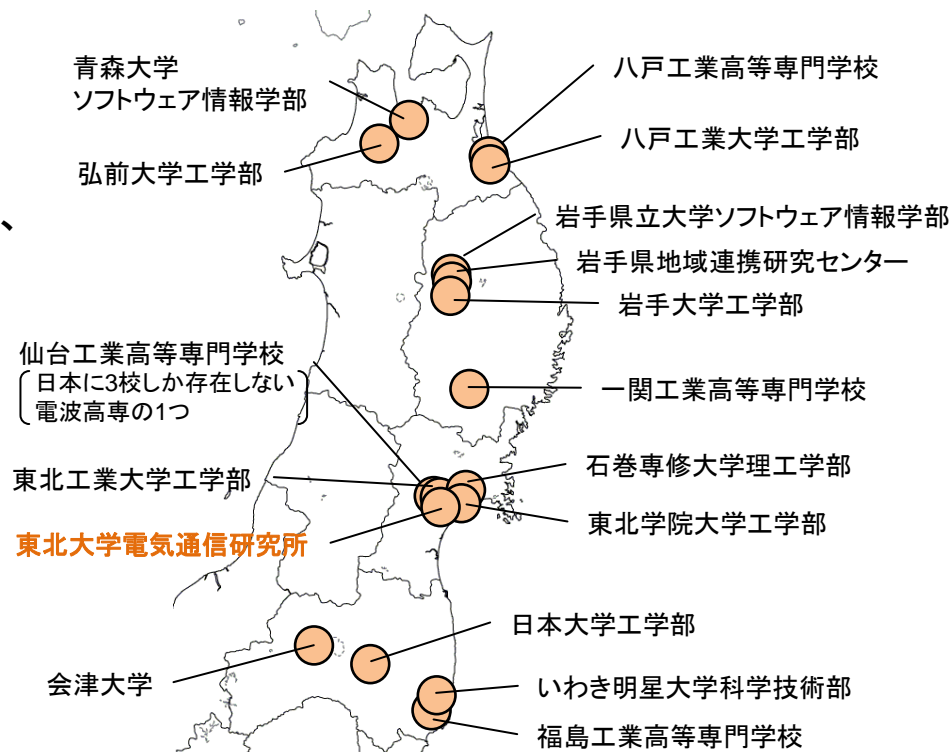 青森大学
ソフトウェア情報学部
弘前大学工学部
、
八戸工業高等専門学校
八戸工業大学工学部
岩手県立大学ソフトウェア情報学部
岩手県地域連携研究センター
岩手大学工学部
一関工業高等専門学校
仙台工業高等専門学校
日本に3校しか存在しない
電波高専の1つ
東北工業大学工学部
東北大学電気通信研究所
石巻専修大学理工学部
東北学院大学工学部
日本大学工学部
会津大学
いわき明星大学科学技術部
福島工業高等専門学校